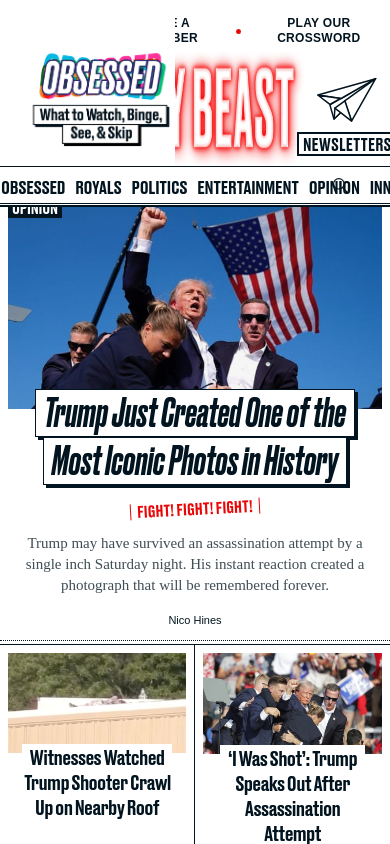 E A
BER
PLAY OUR
CROSSWORD
OBSESSED
What to Watch, Binge,
See, & Skip
Y BEAST
NEWSLETTERS
OBSESSED ROYALS POLITICS ENTERTAINMENT OPINION INN
OPINION
Trump Just Created One of the
Most Iconic Photos in History
FIGHT! FIGHT! FIGHT!
Trump may have survived an assassination attempt by a
single inch Saturday night. His instant reaction created a
photograph that will be remembered forever.
Nico Hines
Witnesses Watched
Trump Shooter Crawl
Up on Nearby Roof
‘I Was Shot’: Trump
Speaks Out After
Assassination
Attempt